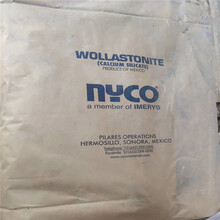 WOLLASTONITE
(CALCIUM SILICATE)
PRODUCT OF MEXICO
NYCO
a member of IMERYS
PILARES OPERATIONS
HERMOSILLO, SONORA, MEXICO